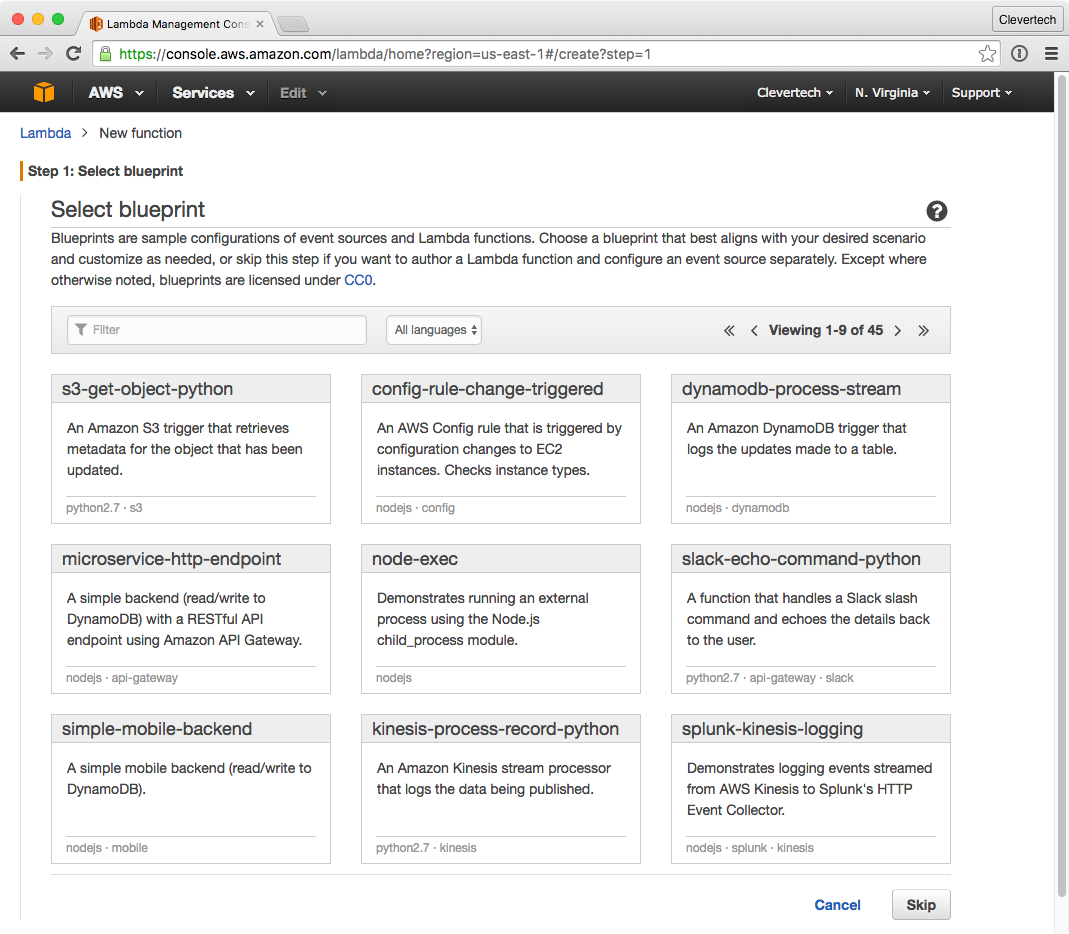 Lambda Management Cons
Clevertech
https://console.aws.amazon.com/lambda/home?region=us-east-1#/create?step=1
AWS Services Edit Clevertech N. Virginia Support
Lambda > New function
Step 1: Select blueprint
Select blueprint
?
Blueprints are sample configurations of event sources and Lambda functions. Choose a blueprint that best aligns with your desired scenario
and customize as needed, or skip this step if you want to author a Lambda function and configure an event source separately. Except where
otherwise noted, blueprints are licensed under CC0.
Filter
All languages
« ‹ Viewing 1-9 of 45 › »
s3-get-object-python
An Amazon S3 trigger that retrieves
metadata for the object that has been
updated.
python2.7 · s3
config-rule-change-triggered
An AWS Config rule that is triggered by
configuration changes to EC2
instances. Checks instance types.
nodejs · config
dynamodb-process-stream
An Amazon DynamoDB trigger that
logs the updates made to a table.
nodejs · dynamodb
microservice-http-endpoint
A simple backend (read/write to
DynamoDB) with a RESTful API
endpoint using Amazon API Gateway.
nodejs · api-gateway
node-exec
Demonstrates running an external
process using the Node.js
child_process module.
nodejs
slack-echo-command-python
A function that handles a Slack slash
command and echoes the details back
to the user.
python2.7 · api-gateway · slack
simple-mobile-backend
A simple mobile backend (read/write to
DynamoDB).
nodejs · mobile
kinesis-process-record-python
An Amazon Kinesis stream processor
that logs the data being published.
python2.7 · kinesis
splunk-kinesis-logging
Demonstrates logging events streamed
from AWS Kinesis to Splunk's HTTP
Event Collector.
nodejs · splunk · kinesis
Cancel
Skip